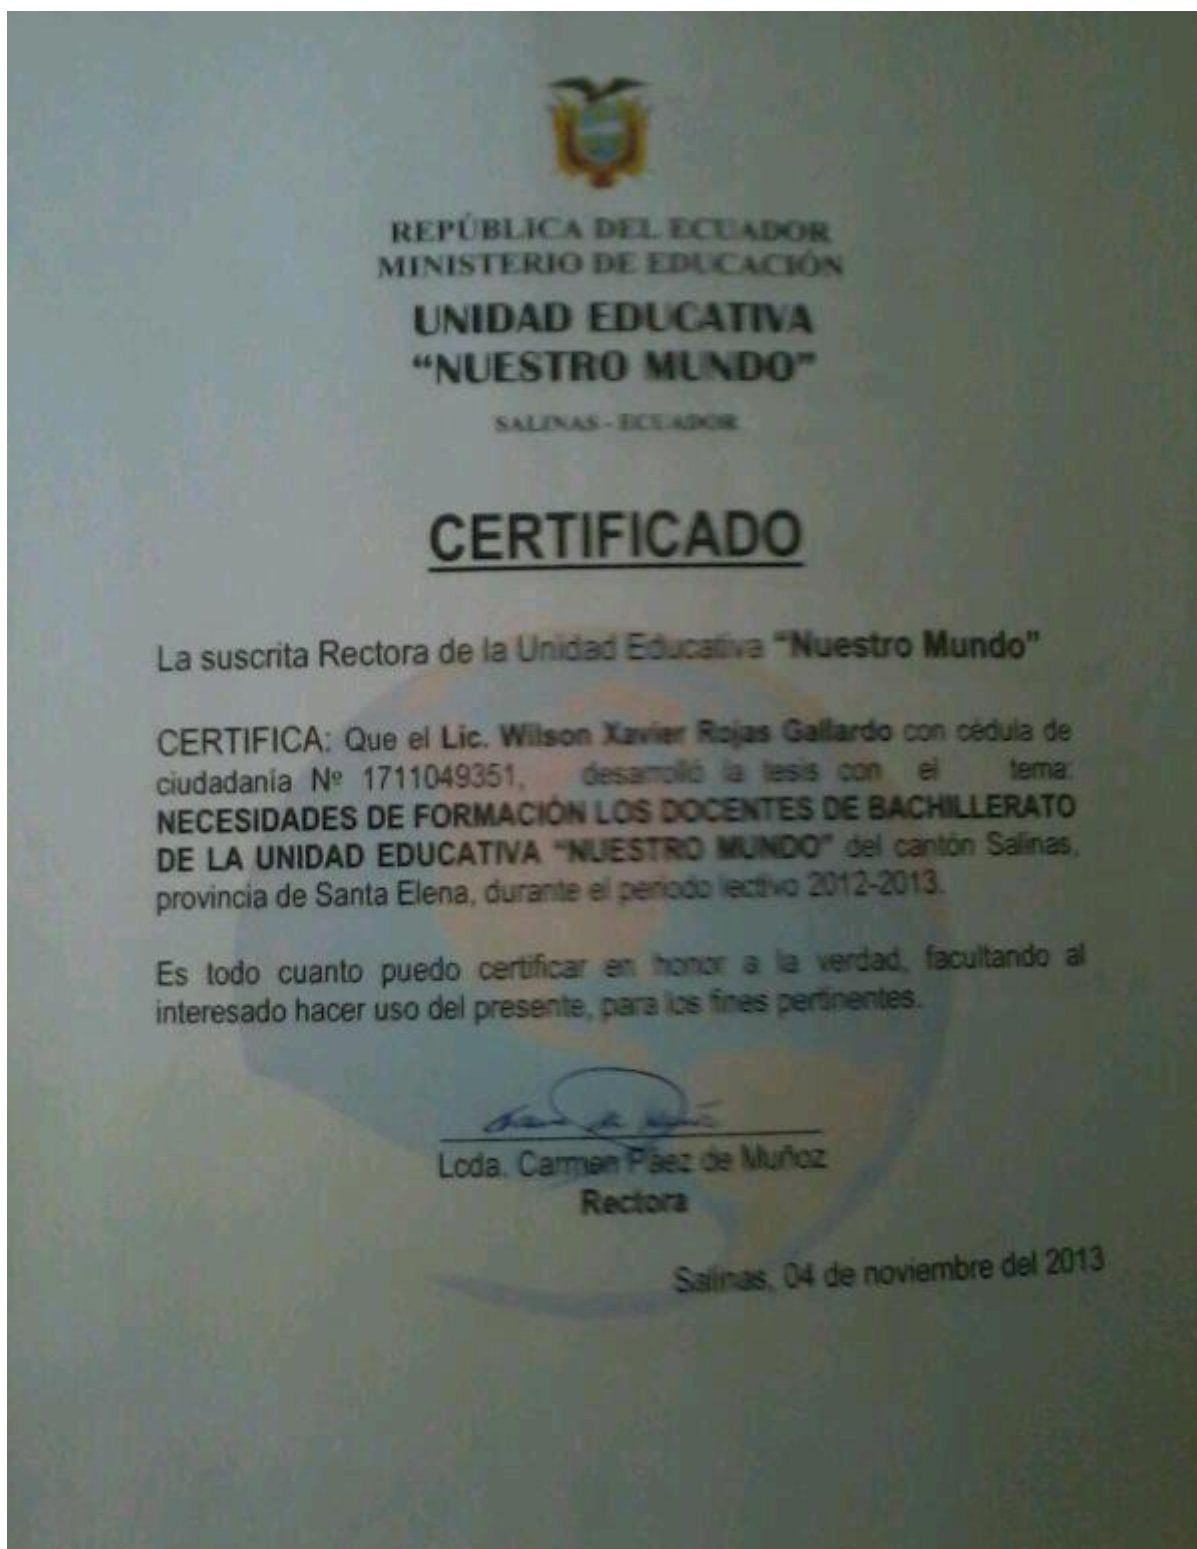 REPÚBLICA DEL ECUADOR
MINISTERIO DE EDUCACIÓN
UNIDAD EDUCATIVA
“NUESTRO MUNDO”
SALINAS - ECUADOR
CERTIFICADO
La suscrita Rectora de la Unidad Educativa “Nuestro Mundo”
CERTIFICA: Que el Lic. Wilson Xavier Rojas Gallardo con cédula de
ciudadanía Nº 1711049351, desarrolló la tesis con el tema:
NECESIDADES DE FORMACIÓN LOS DOCENTES DE BACHILLERATO
DE LA UNIDAD EDUCATIVA “NUESTRO MUNDO” del cantón Salinas,
provincia de Santa Elena, durante el periodo lectivo 2012-2013.
Es todo cuanto puedo certificar en honor a la verdad, facultando al
interesado hacer uso del presente, para los fines pertinentes.
Lcda. Carmen Páez de Muñoz
Rectora
Salinas, 04 de noviembre del 2013